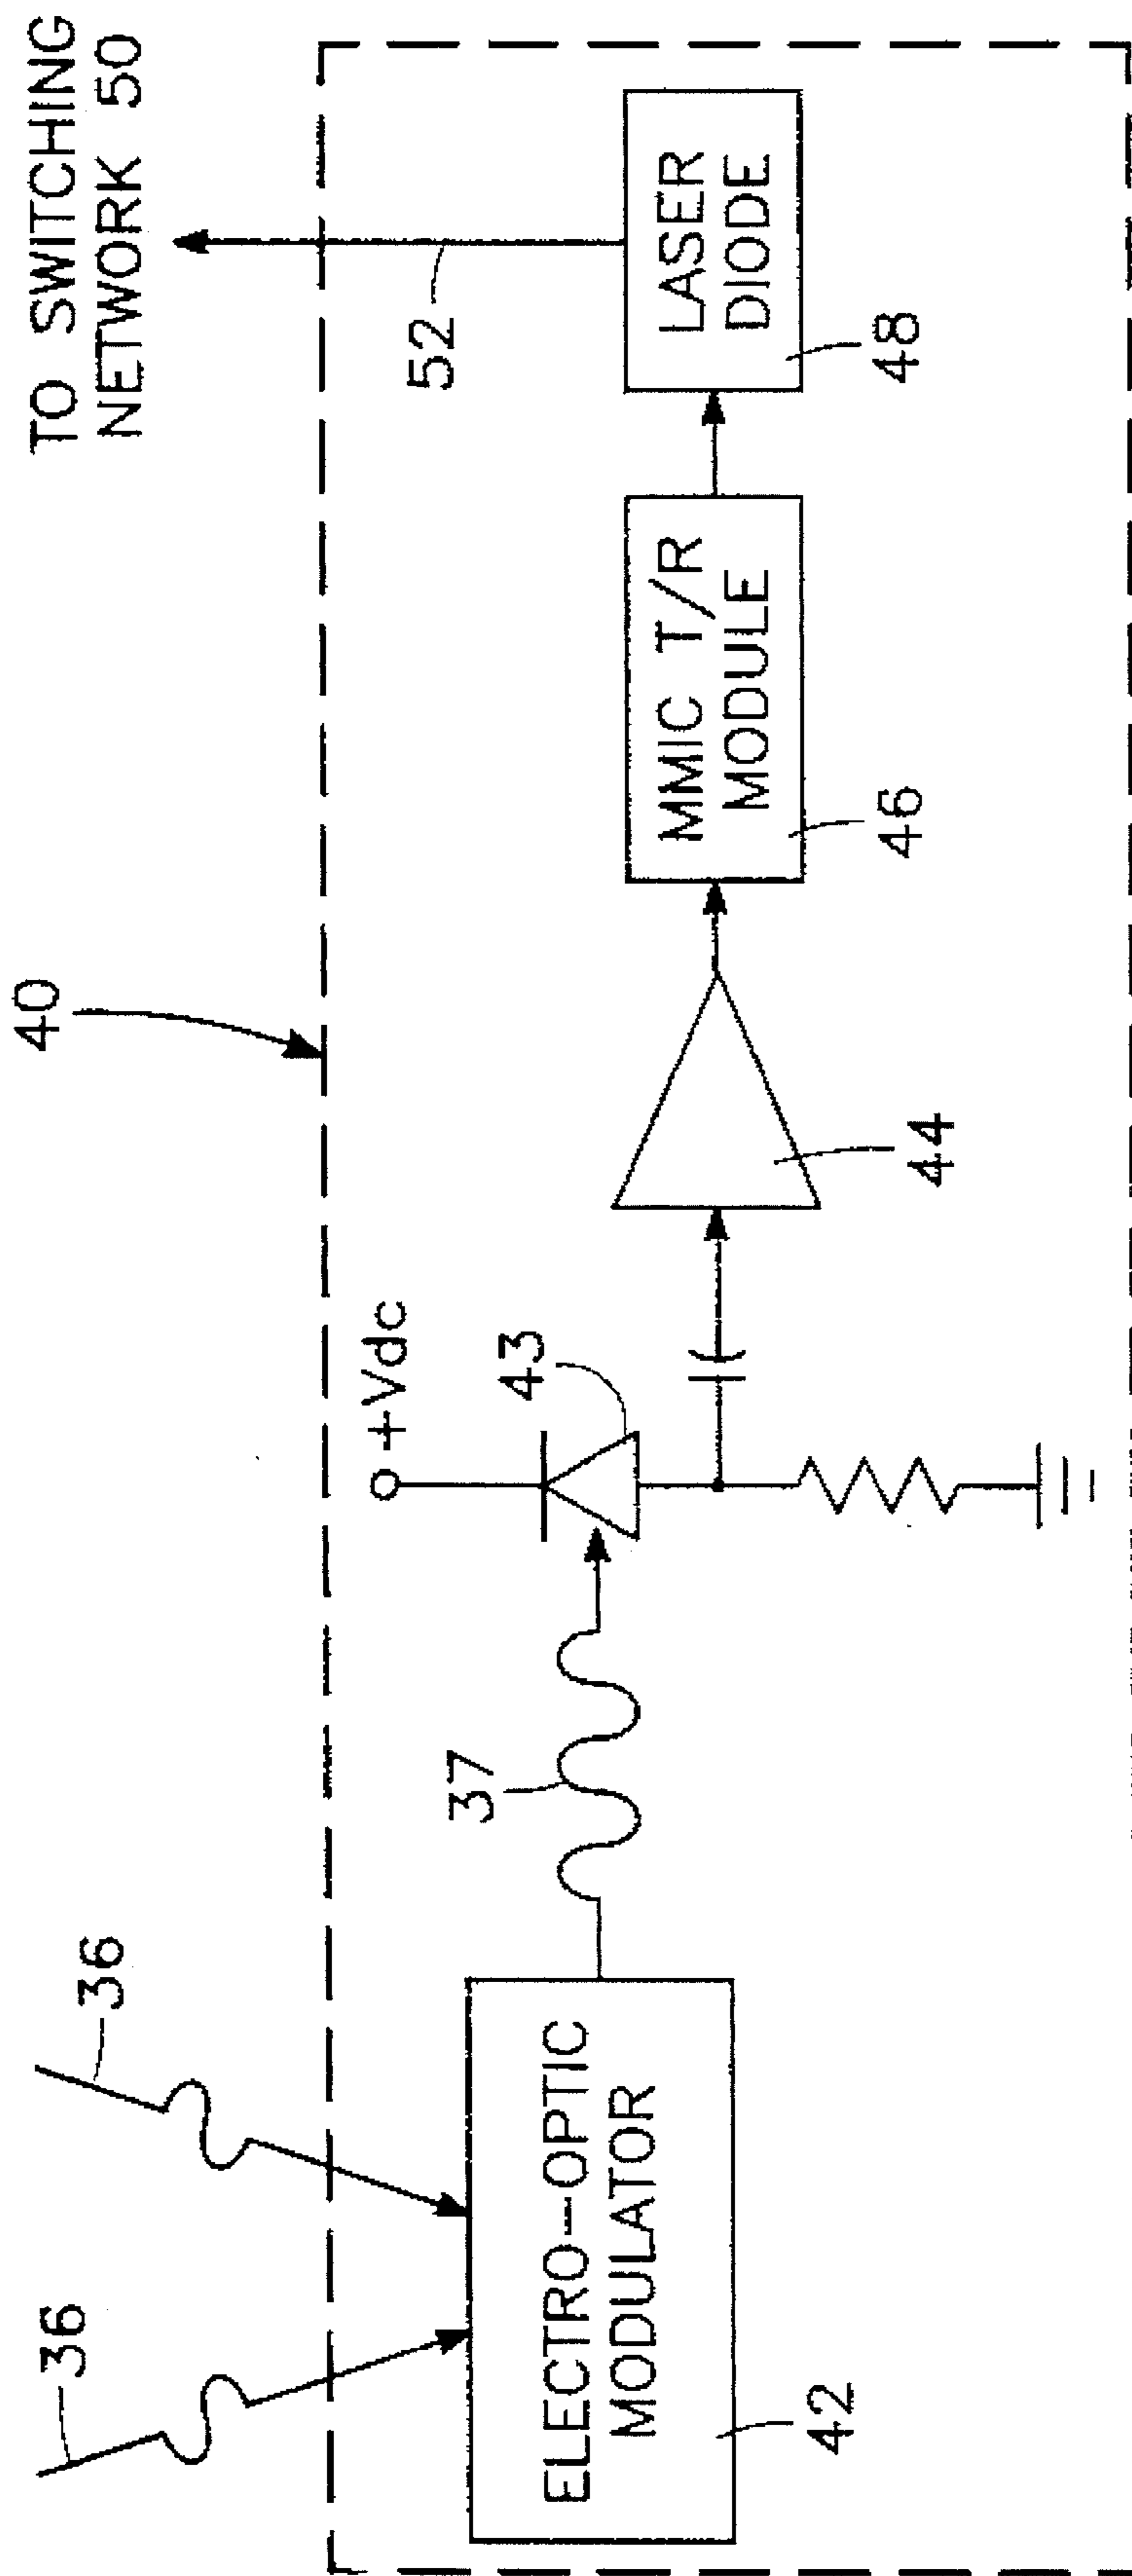 TO SWITCHING
NETWORK 50
40
36
36
52
+Vdc
43
37
ELECTRO-OPTIC
MODULATOR
42
44
MMIC T/R
MODULE
46
LASER
DIODE
48